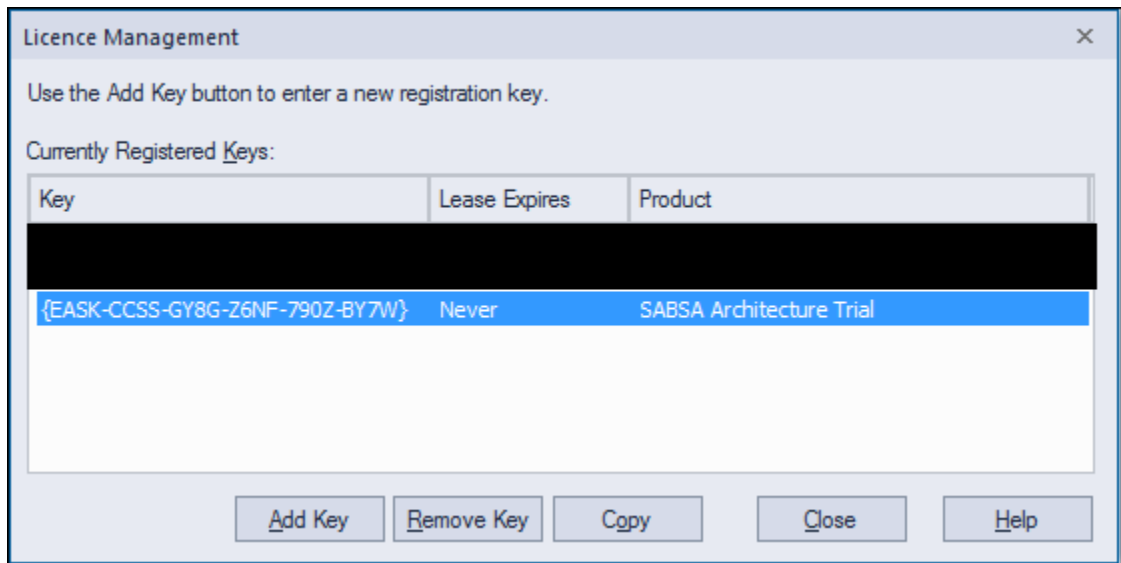 Licence Management
Use the Add Key button to enter a new registration key.
Currently Registered Keys:
Key Lease Expires Product
{EASK-CCSS-GY8G-Z6NF-790Z-BY7W} Never SABSA Architecture Trial
Add Key Remove Key Copy Close Help